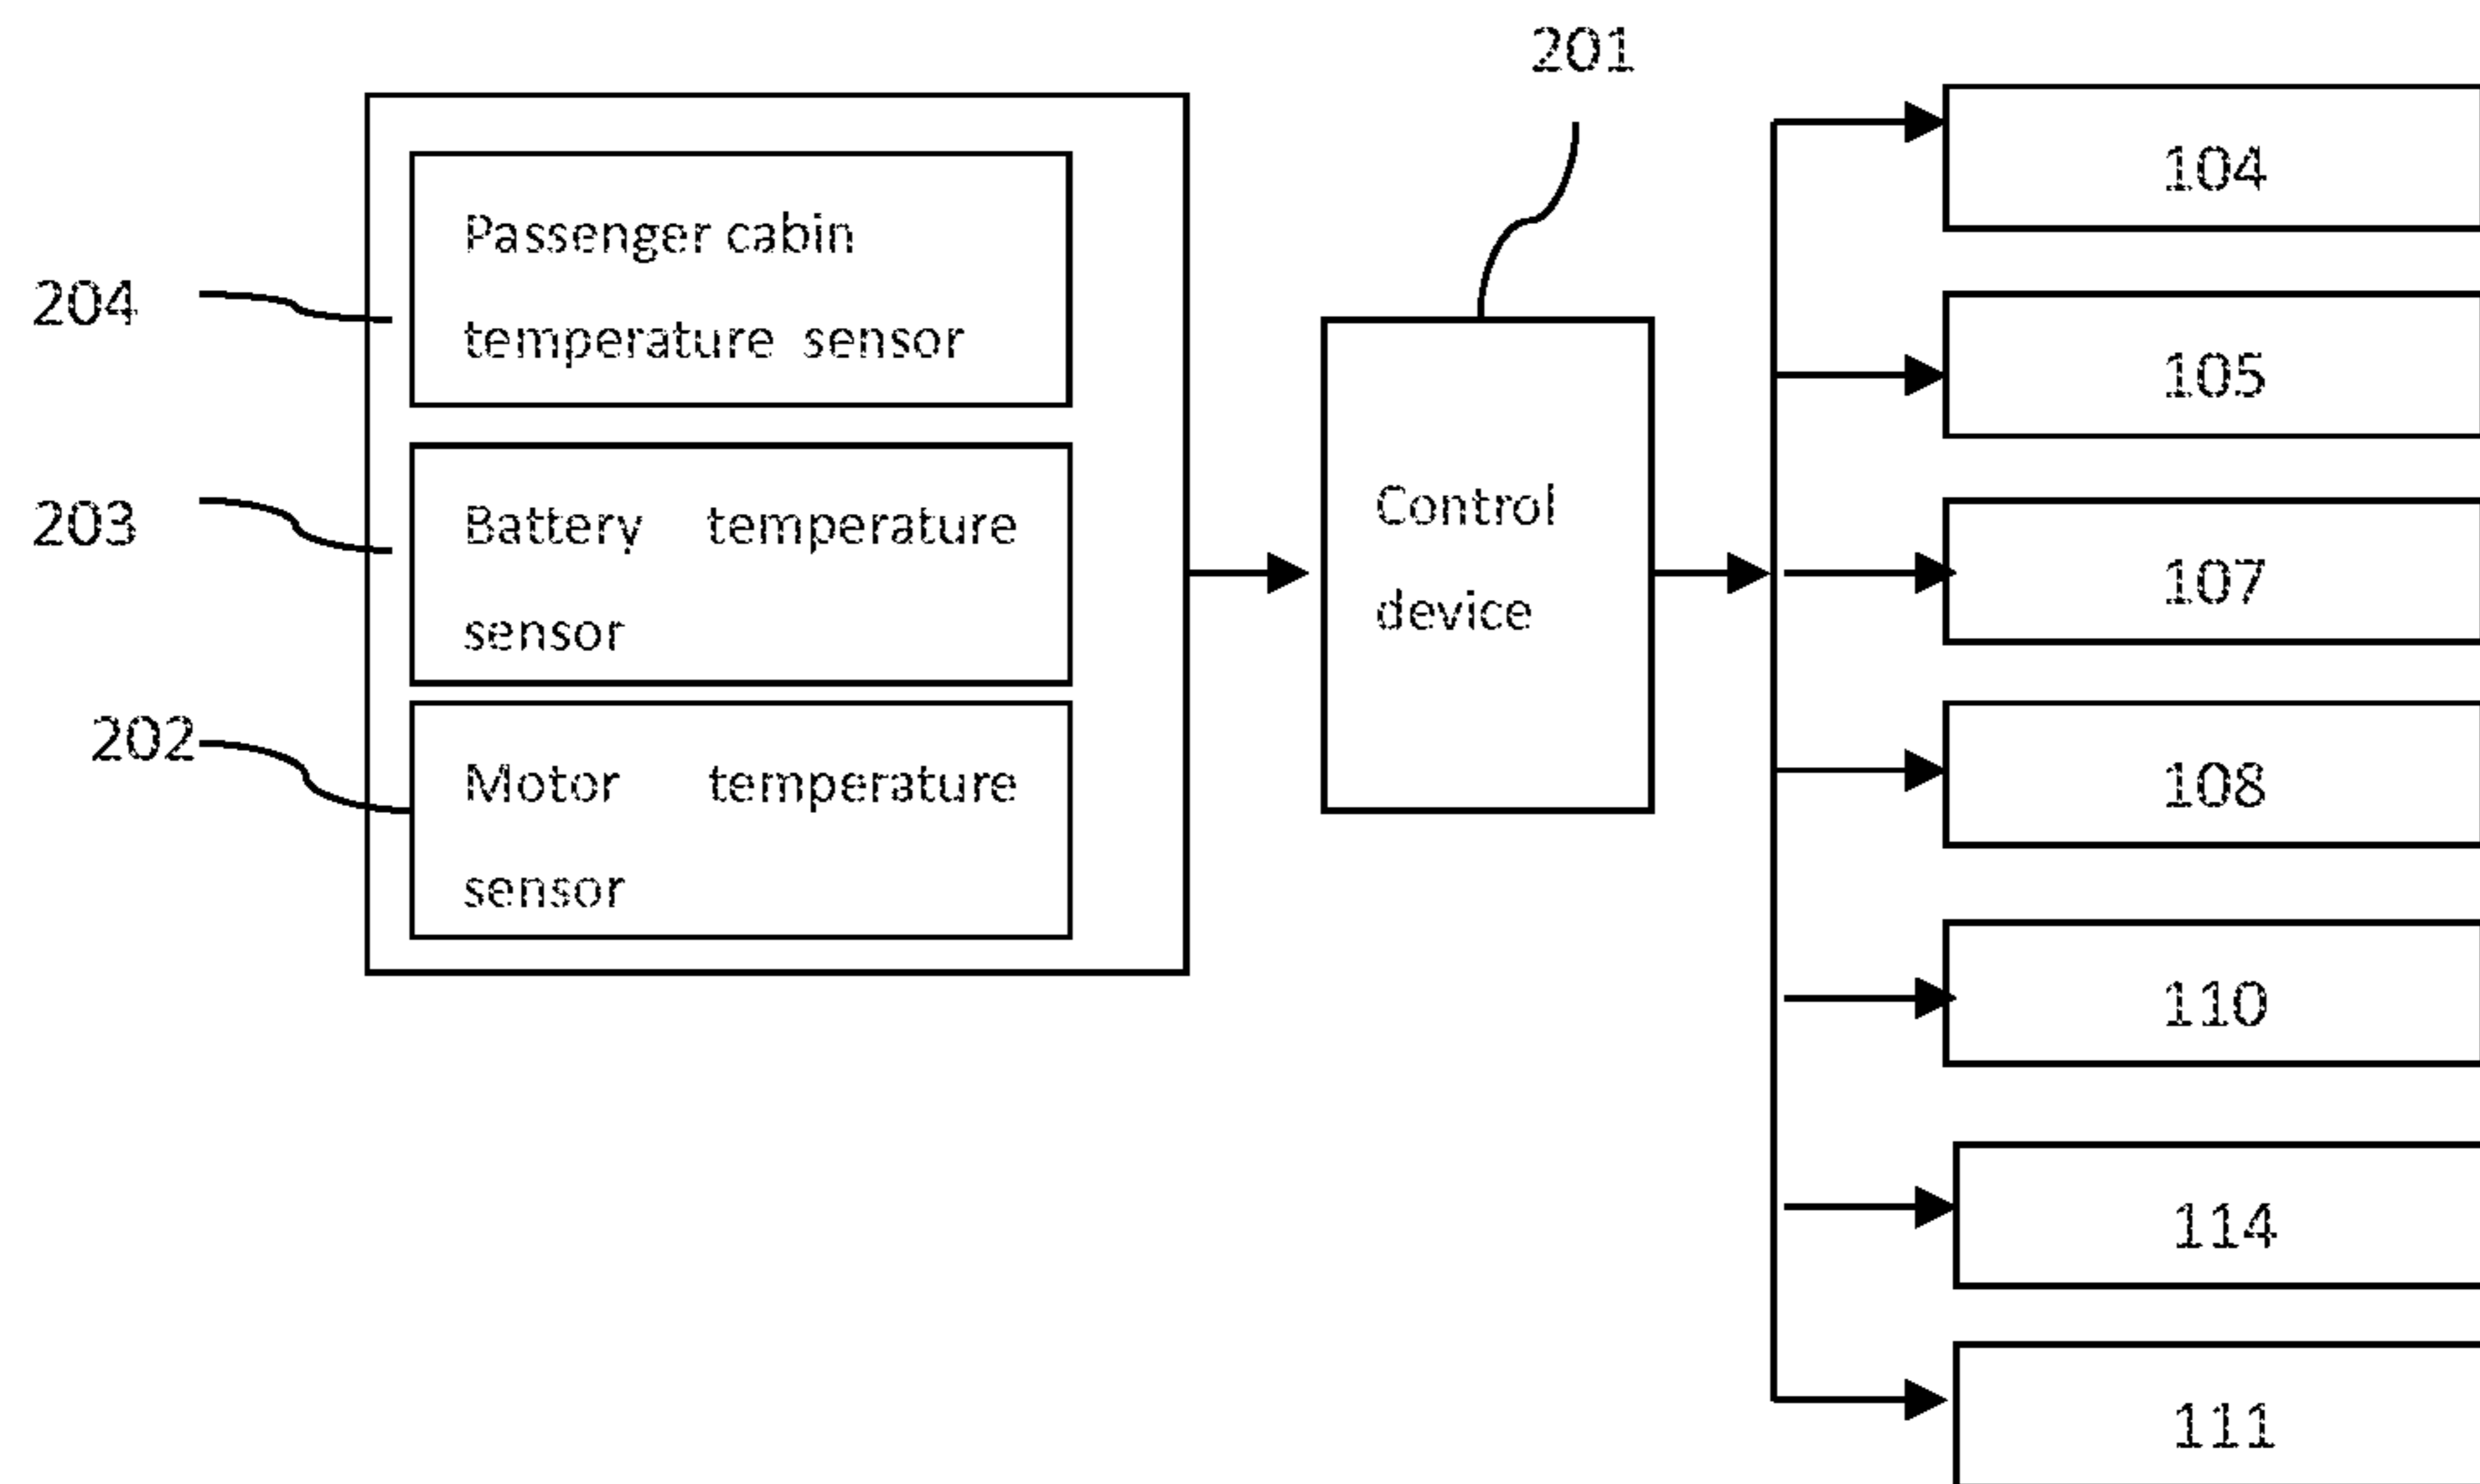 201
204
Passenger cabin
temperature sensor
203
Battery temperature
sensor
202
Motor temperature
sensor
Control
device
104
105
107
108
110
114
111